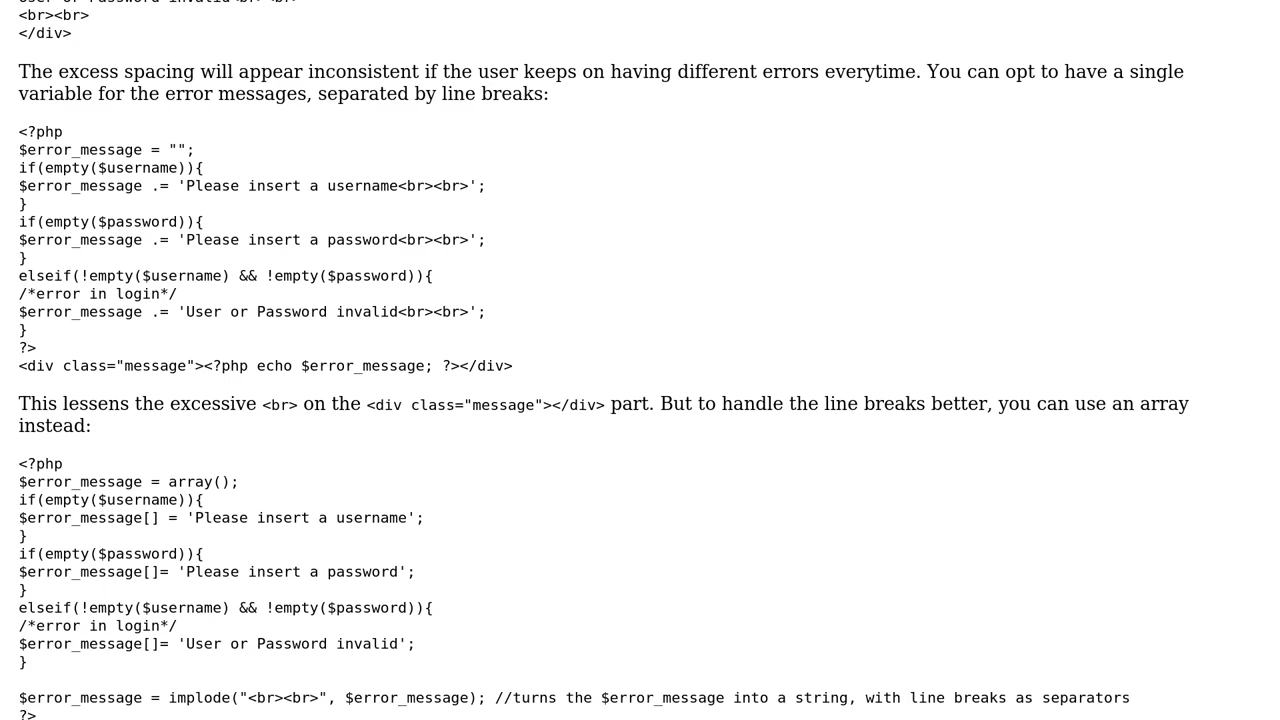 <br><br>
</div>
The excess spacing will appear inconsistent if the user keeps on having different errors everytime. You can opt to have a single
variable for the error messages, separated by line breaks:
<?php
$error_message = "";
if(empty($username)){
$error_message .= 'Please insert a username<br><br>';
}
if(empty($password)){
$error_message .= 'Please insert a password<br><br>';
}
elseif(!empty($username) && !empty($password)){
/*error in login*/
$error_message .= 'User or Password invalid<br><br>';
}
?>
<div class="message"><?php echo $error_message; ?></div>
This lessens the excessive <br> on the <div class="message"></div> part. But to handle the line breaks better, you can use an array
instead:
<?php
$error_message = array();
if(empty($username)){
$error_message[] = 'Please insert a username';
}
if(empty($password)){
$error_message[]= 'Please insert a password';
}
elseif(!empty($username) && !empty($password)){
/*error in login*/
$error_message[]= 'User or Password invalid';
}
$error_message = implode("<br><br>", $error_message); //turns the $error_message into a string, with line breaks as separators
?>